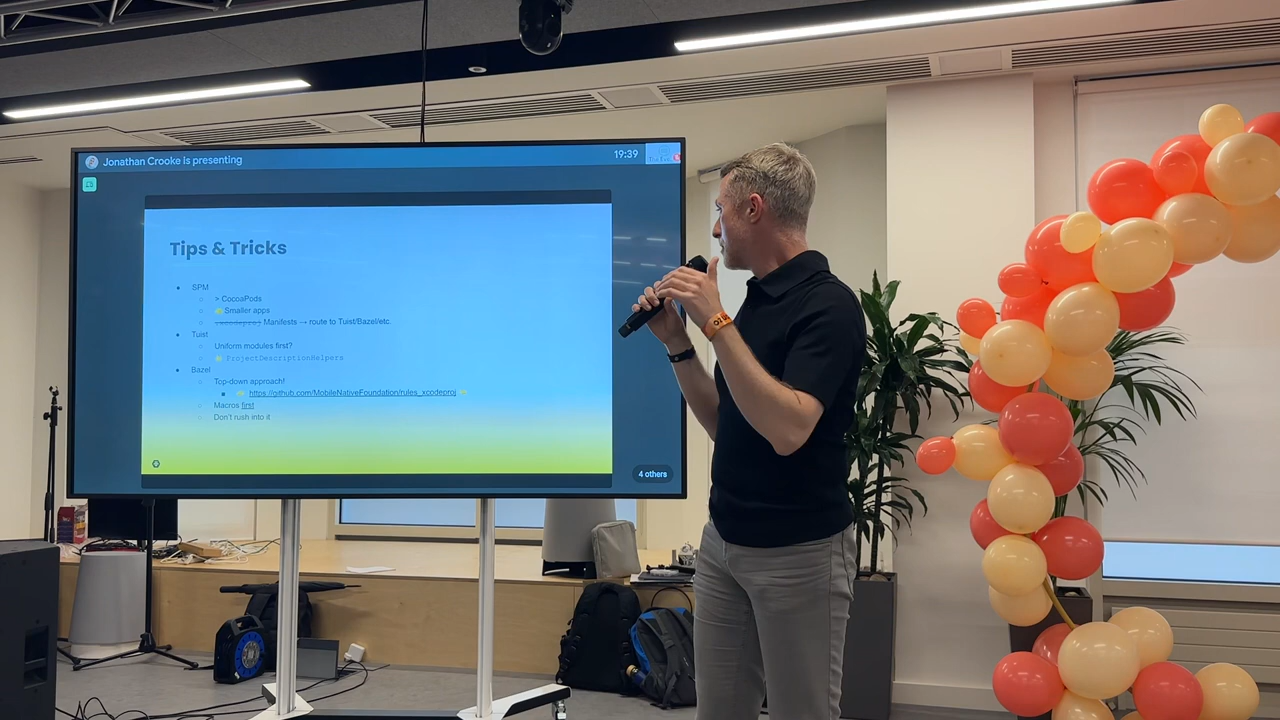 Jonathan Crooke is presenting
19:39
Tips & Tricks
SPM
> CocoaPods
Smaller apps
.xcodeproj Manifests → route to Tuist/Bazel/etc.
Tuist
Uniform modules first?
ProjectDescriptionHelpers
Bazel
Top-down approach!
https://github.com/MobileNativeFoundation/rules_xcodeproj
Macros first
Don't rush into it
4 others